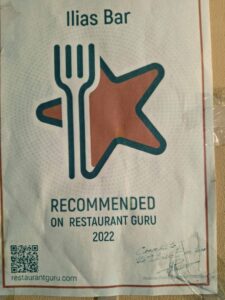 Ilias Bar
RECOMMENDED
ON RESTAURANT GURU
2022
restaurantguru.com